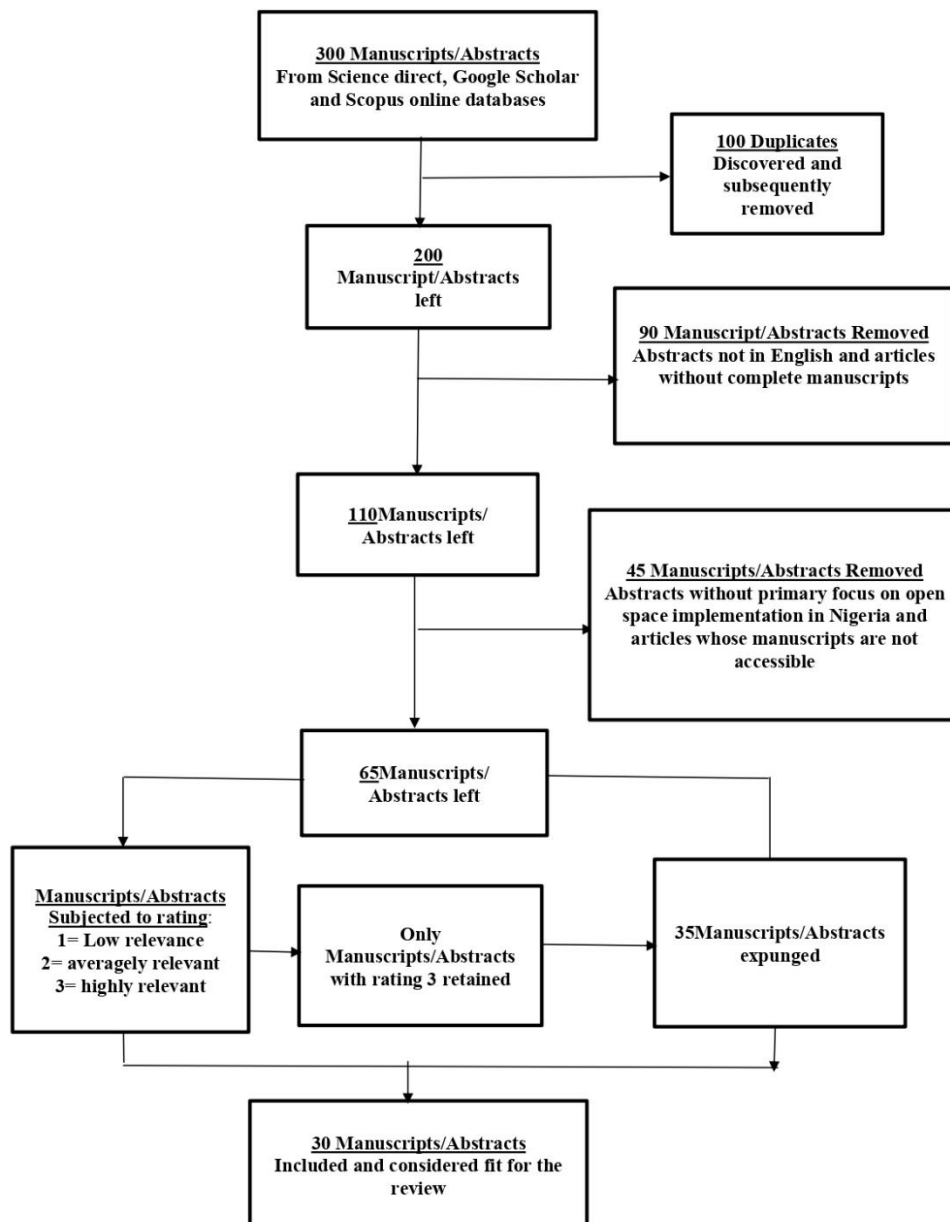 300 Manuscripts/Abstracts
From Science direct, Google Scholar
and Scopus online databases
100 Duplicates
Discovered and
subsequently
removed
200
Manuscript/Abstracts
left
90 Manuscript/Abstracts Removed
Abstracts not in English and articles
without complete manuscripts
110Manuscripts/
Abstracts left
45 Manuscripts/Abstracts Removed
Abstracts without primary focus on open
space implementation in Nigeria and
articles whose manuscripts are not
accessible
65Manuscripts/
Abstracts left
Manuscripts/Abstracts
Subjected to rating:
1= Low relevance
2= averagely relevant
3= highly relevant
Only
Manuscripts/Abstracts
with rating 3 retained
35Manuscripts/Abstracts
expunged
30 Manuscripts/Abstracts
Included and considered fit for the
review